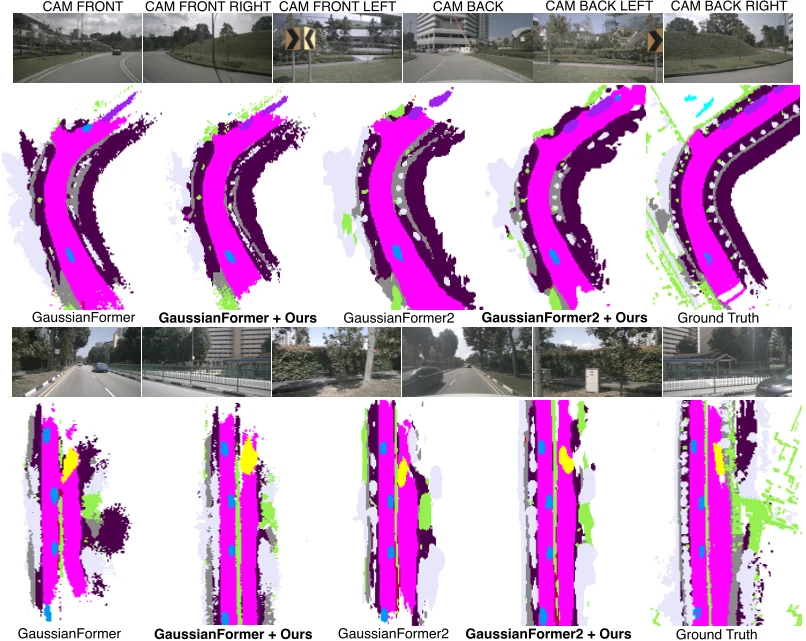 CAM FRONT CAM FRONT RIGHT CAM FRONT LEFT CAM BACK CAM BACK LEFT CAM BACK RIGHT
GaussianFormer GaussianFormer + Ours GaussianFormer2 GaussianFormer2 + Ours Ground Truth
GaussianFormer GaussianFormer + Ours GaussianFormer2 GaussianFormer2 + Ours Ground Truth